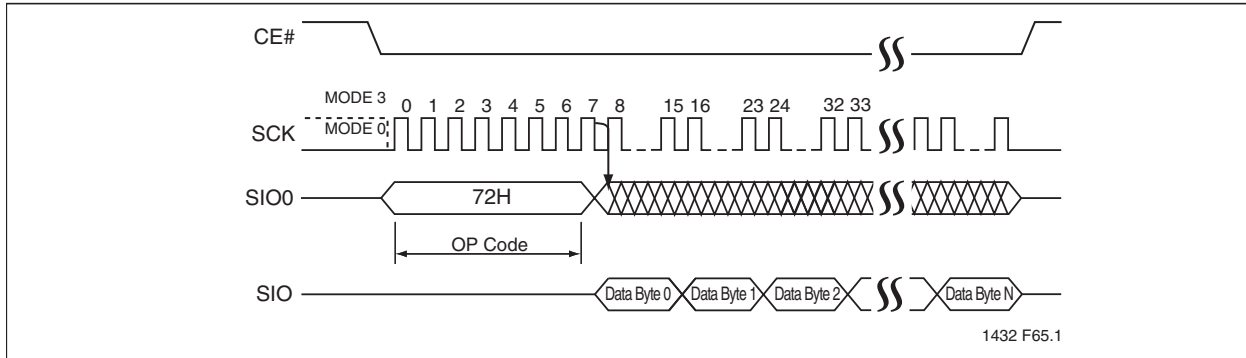 CE#
MODE 3
0 1 2 3 4 5 6 7 8 15 16 23 24 32 33
SCK
MODE 0
SIO0
72H
OP Code
SIO
Data Byte 0 Data Byte 1 Data Byte 2 Data Byte N
1432 F65.1